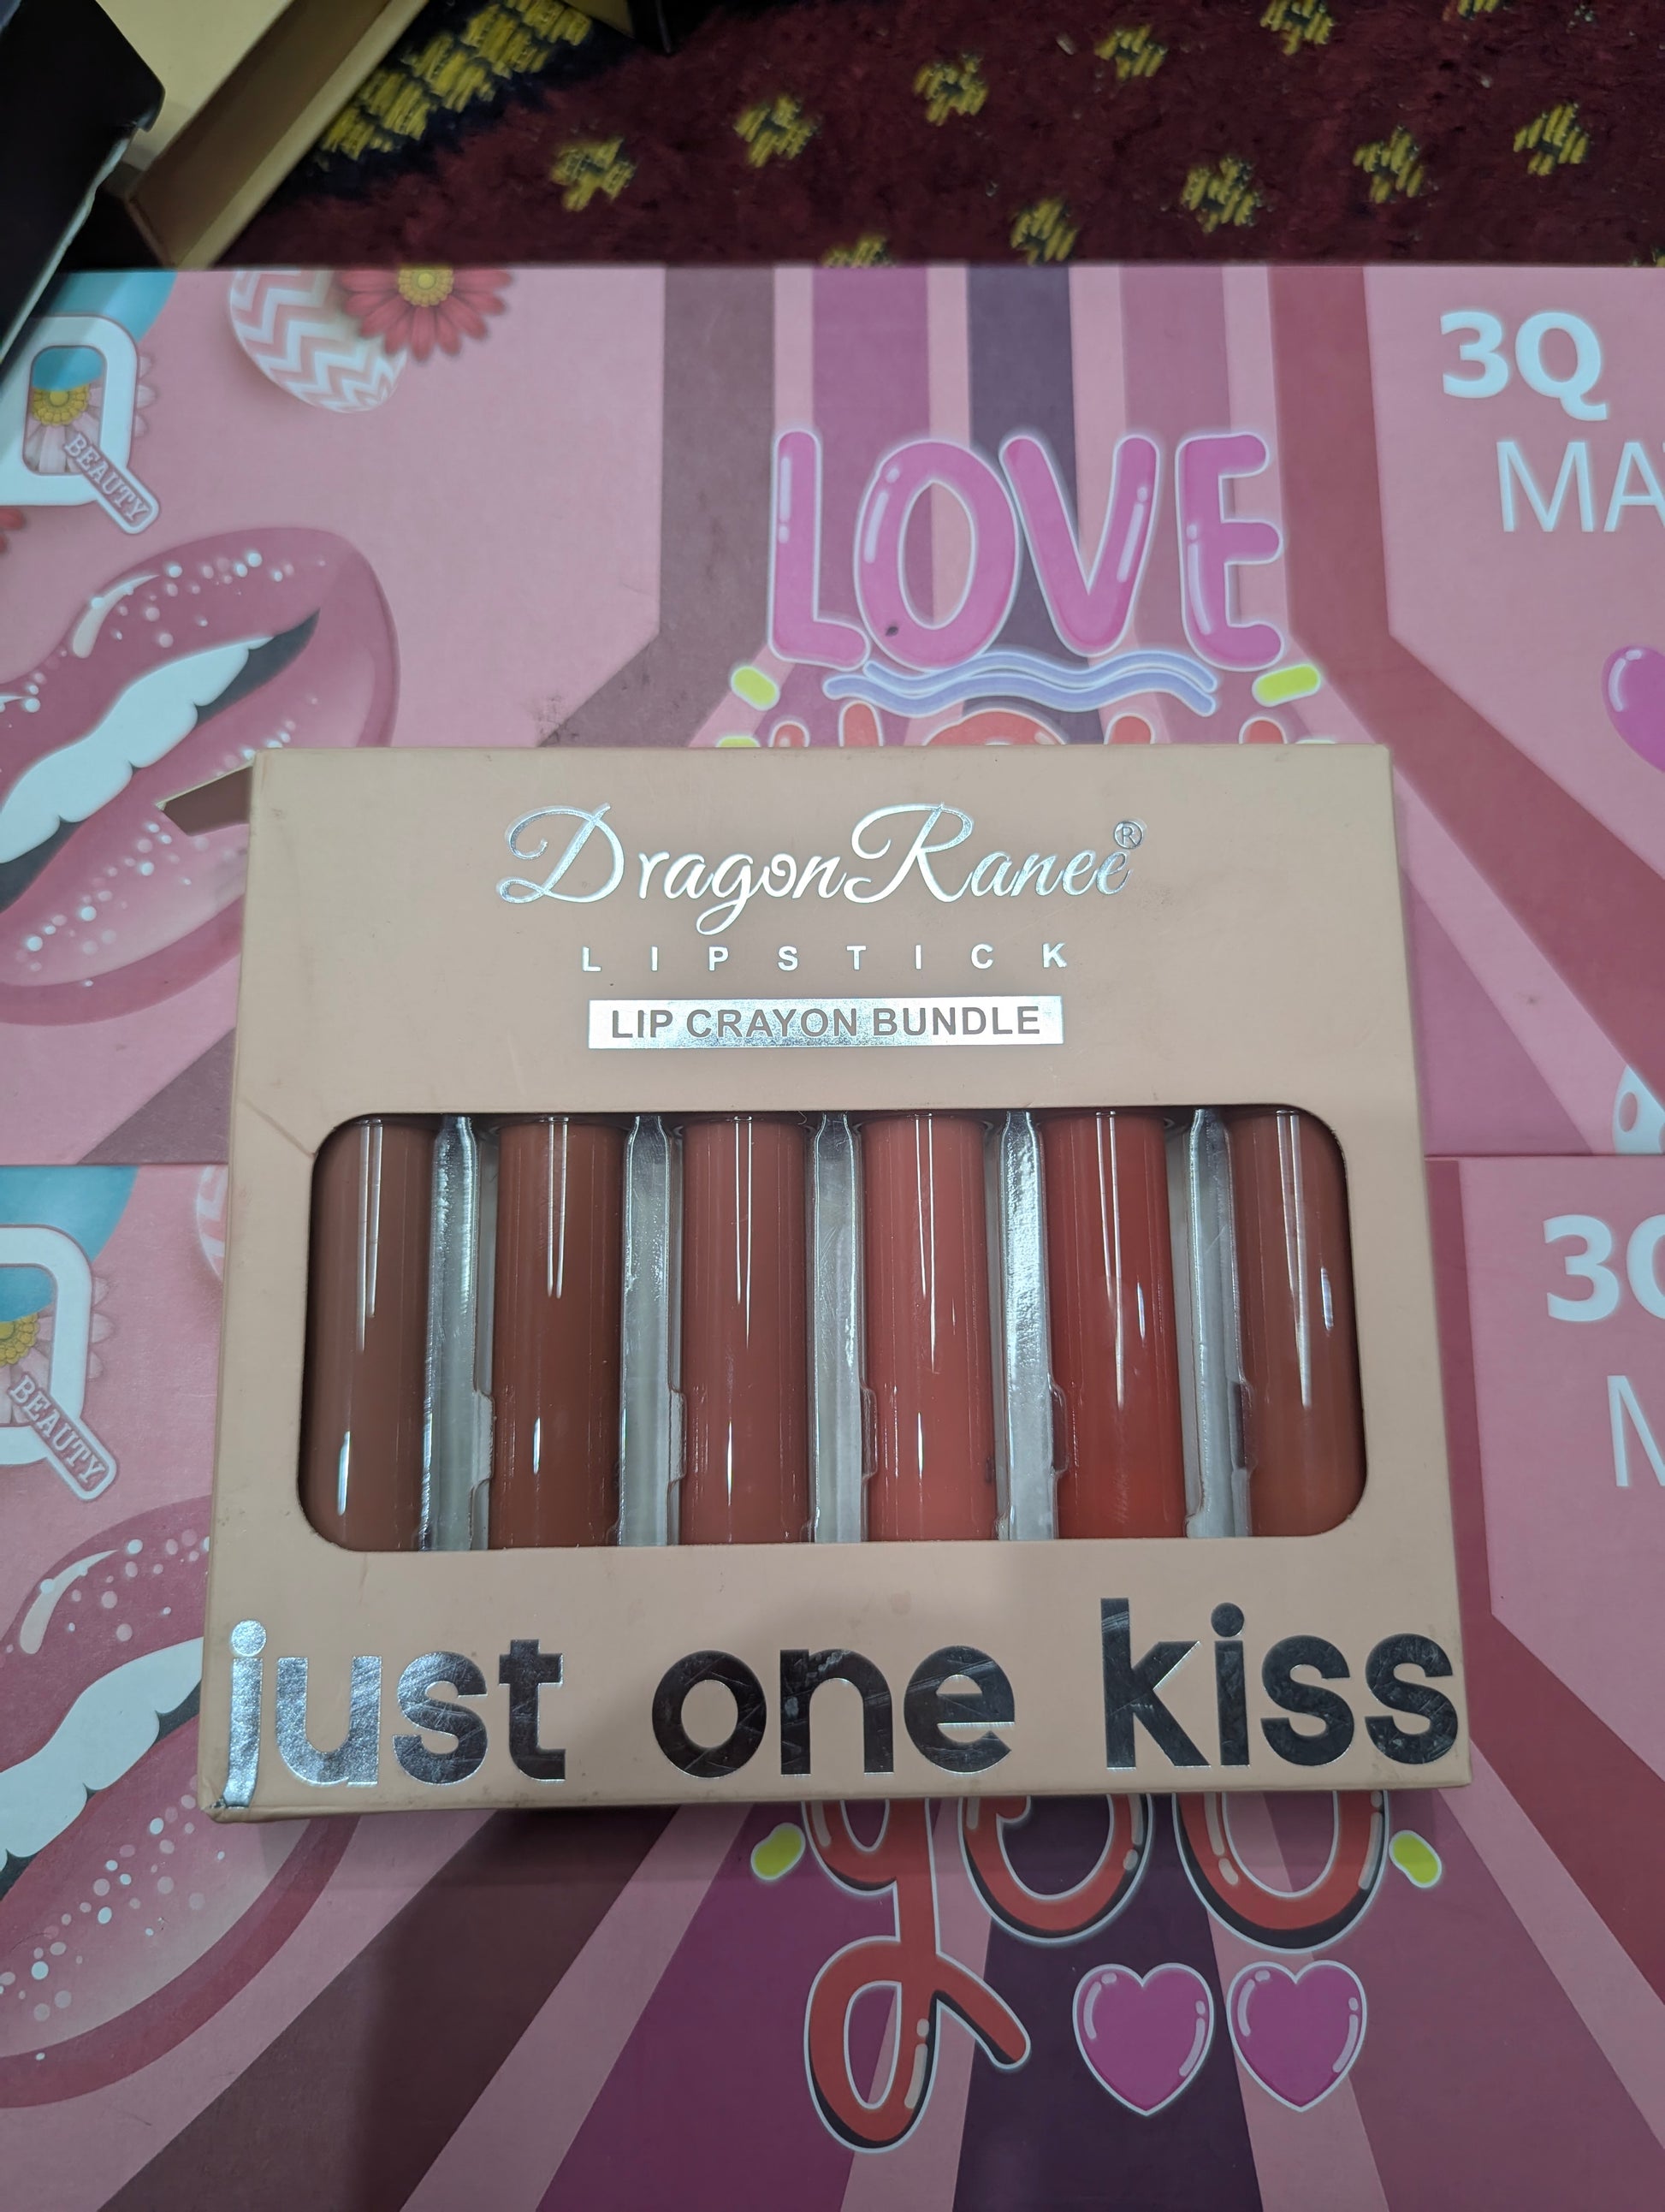 3Q
MA
BEAUTY
LOVE
DragonRanee®
LIPSTICK
LIP CRAYON BUNDLE
BEAUTY
just one kiss
you